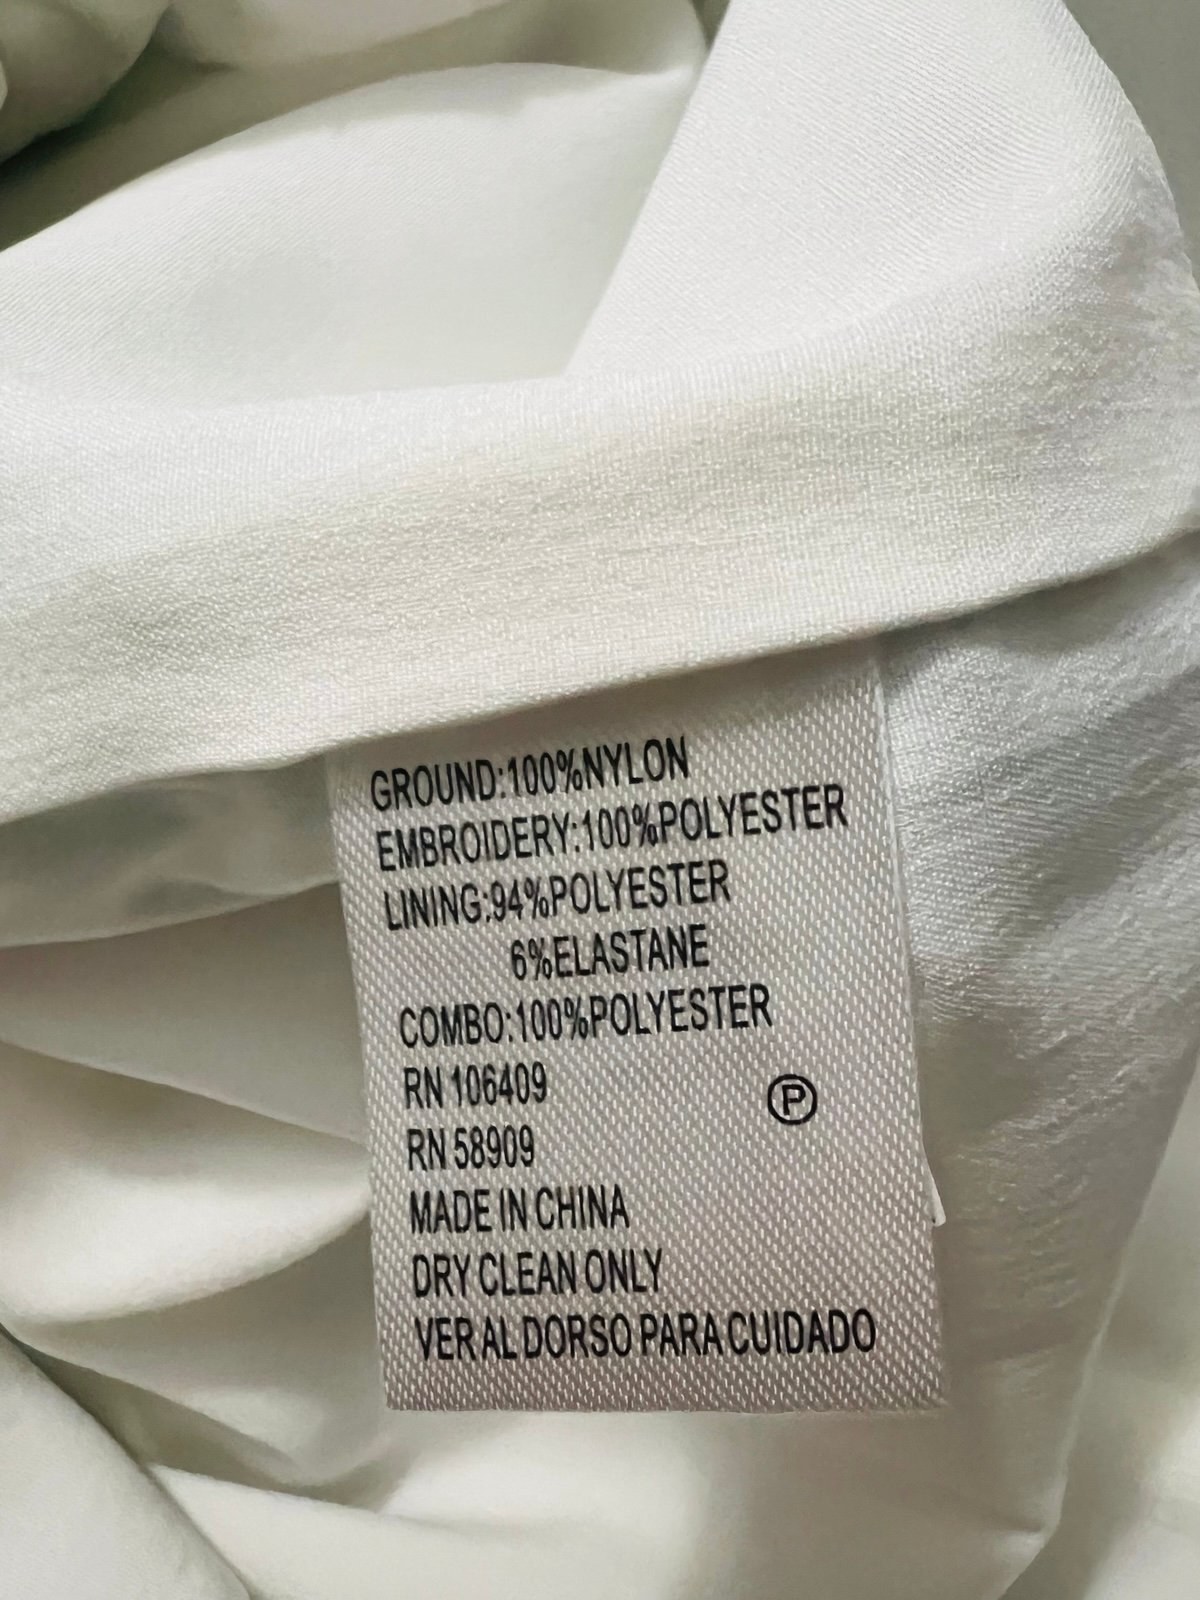 GROUND:100%NYLON
EMBROIDERY:100%POLYESTER
LINING:94%POLYESTER
6%ELASTANE
COMBO:100%POLYESTER
RN 106409
Ⓟ
RN 58909
MADE IN CHINA
DRY CLEAN ONLY
VER AL DORSO PARA CUIDADO